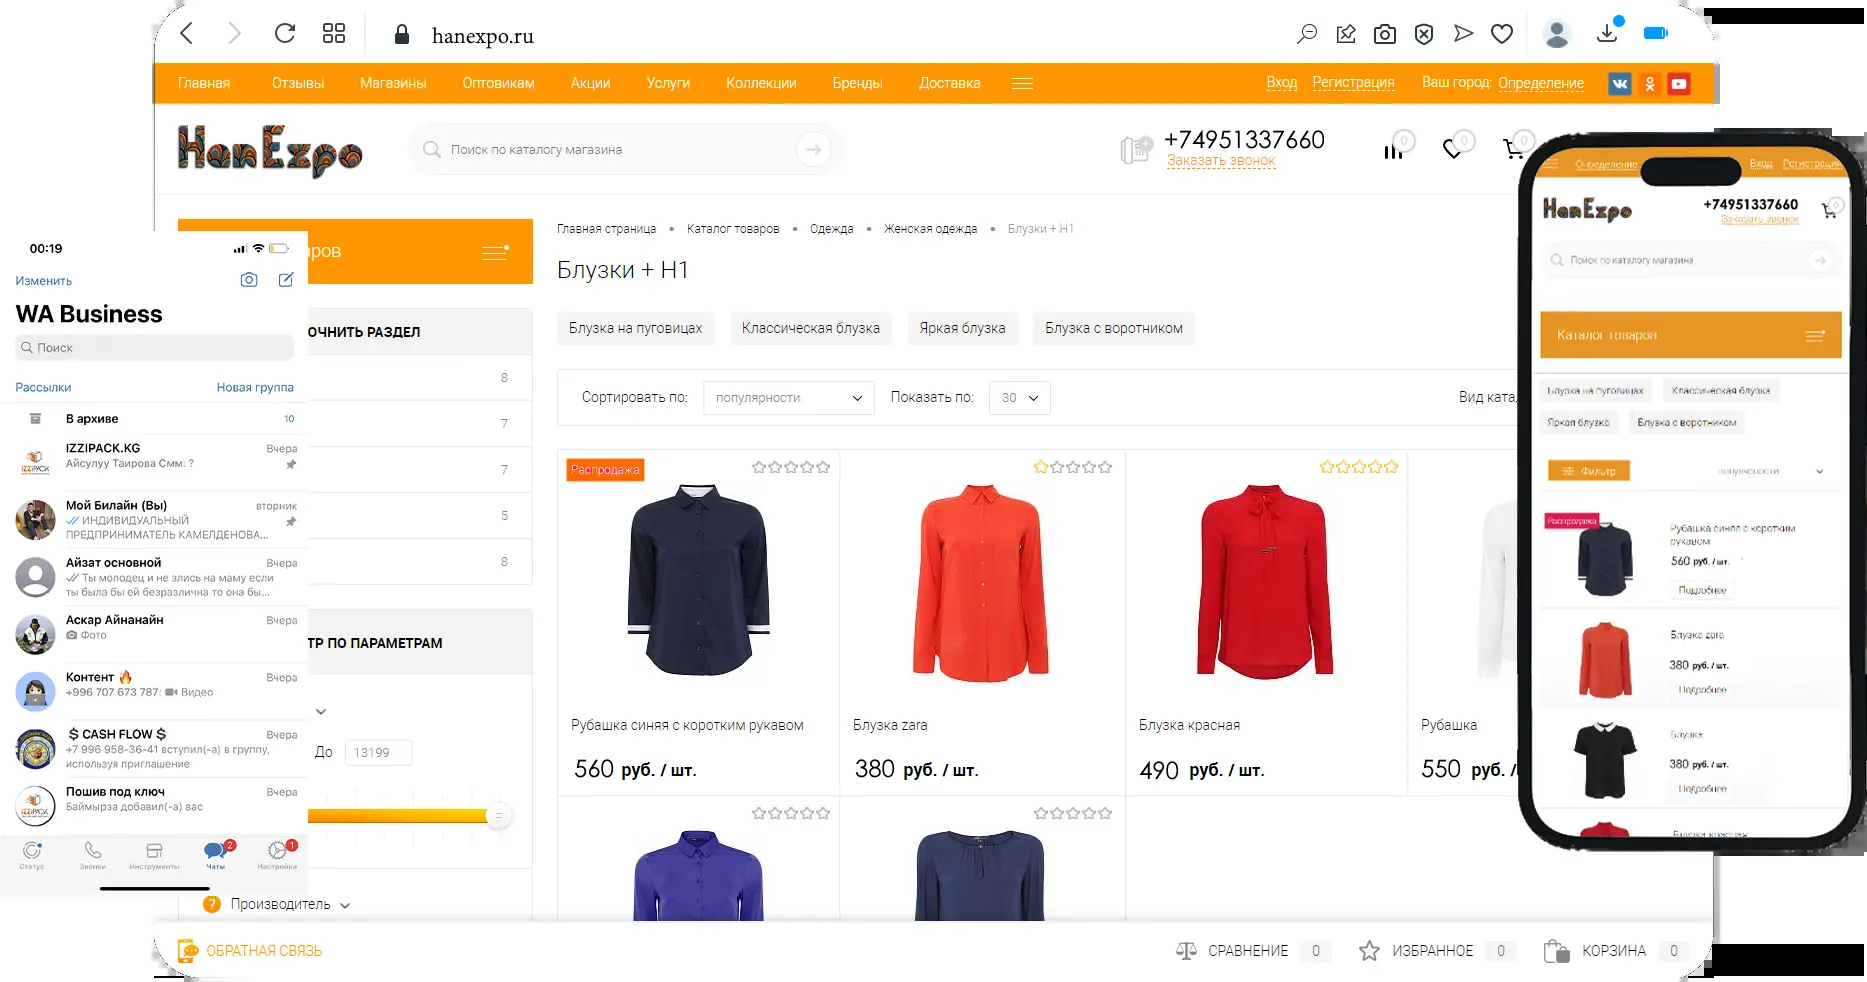 hanexpo.ru
Главная Отзывы Магазины Оптовикам Акции Услуги Коллекции Бренды Доставка
Вход Регистрация Ваш город: Определение
HanExpo
Поиск по каталогу магазина
+74951337660
Заказать звонок
0 0 0
ров
Главная страница • Каталог товаров • Одежда • Женская одежда • Блузки + H1
Блузки + H1
ОЧНИТЬ РАЗДЕЛ
8
7
7
5
8
Блузка на пуговицах Классическая блузка Яркая блузка Блузка с воротником
Сортировать по: популярности Показать по: 30 Вид ката
ТР ПО ПАРАМЕТРАМ
До 13199
Производитель
Распродажа
Рубашка синяя с коротким рукавом
560 руб. / шт.
Блузка zara
380 руб. / шт.
Блузка красная
490 руб. / шт.
Рубашка
550 руб. /
ОБРАТНАЯ СВЯЗЬ
СРАВНЕНИЕ 0 ИЗБРАННОЕ 0 КОРЗИНА 0
00:19
Изменить
WA Business
Поиск
Рассылки Новая группа
В архиве 10
IZZIPACK.KG Вчера
Айсулуу Таирова Смм: ?
Мой Билайн (Вы) вторник
ИНДИВИДУАЛЬНЫЙ
ПРЕДПРИНИМАТЕЛЬ КАМЕЛДЕНОВА...
Айзат основной Вчера
Ты молодец и не злись на маму если
ты была бы ей безразлична то она бы...
Аскар Айнанайн Вчера
Фото
Контент 🔥 Вчера
+996 707 673 787: Видео
$ CASH FLOW $ Вчера
+7 996 958-36-41 вступил(-а) в группу,
используя приглашение
Пошив под ключ Вчера
Баймырза добавил(-а) вас
2 1
Статус Звонки Инструменты Чаты Настройки
Определение Вход Регистрация
HanExpo
+74951337660
Заказать звонок
0
Поиск по каталогу магазина
Каталог товаров
Блузка на пуговицах Классическая блузка
Яркая блузка Блузка с воротником
Фильтр популярности
Распродажа
Рубашка синяя с коротким
рукавом
560 руб. / шт.
Подробнее
Блузка zara
380 руб. / шт.
Подробнее
Блузка
380 руб. / шт.
Подробнее
Блузка красная